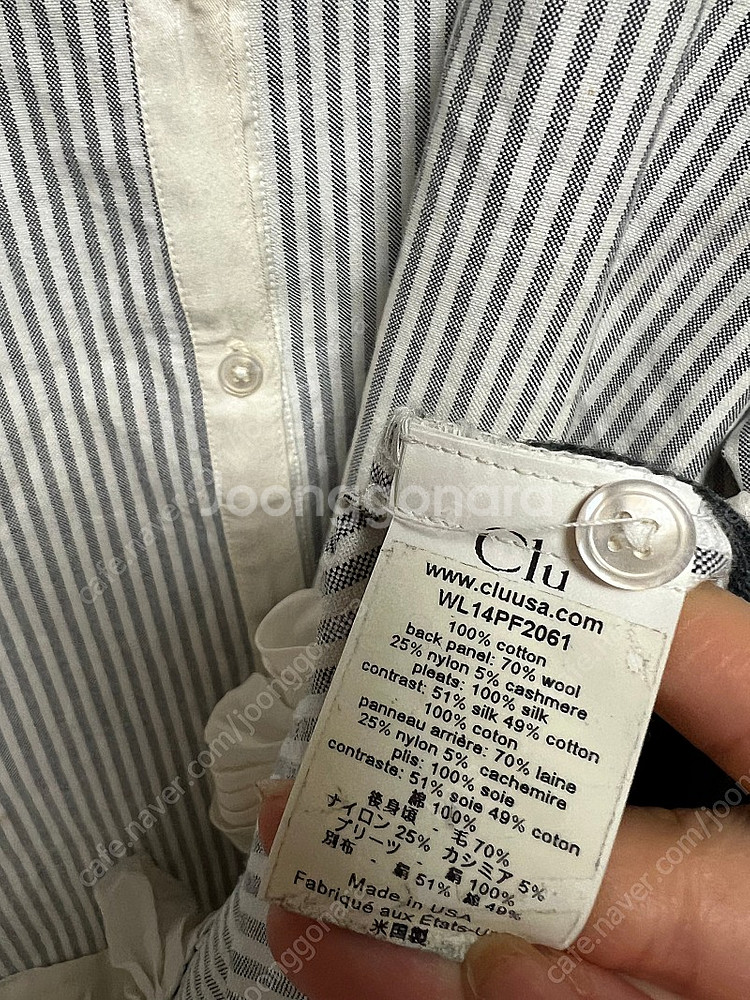 Joonggonara
Clu
www.cluusa.com
WL14PF2061
100% cotton
back panel: 70% wool
25% nylon 5% cashmere
pleats: 100% silk
contrast: 51% silk 49% cotton
100% coton
panneau arrière: 70% laine
25% nylon 5% cachemire
plis: 100% soie
contraste: 51% soie 49% coton
綿 100%
後身頃 - 毛 70%
ナイロン 25% カシミア 5%
プリーツ - 絹 100%
別布 - 絹 51% 綿 49%
Made in USA
Fabriqué aux États-
米国製
cafe.naver.com/joonggo